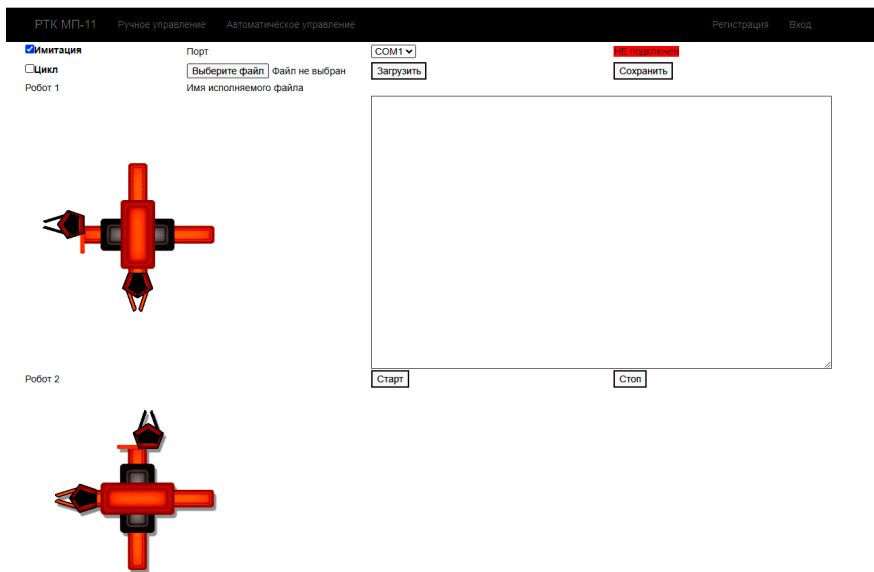 РТК МП-11 Ручное управление Автоматическое управление Регистрация Вход
Имитация Порт COM1 НЕ подключен
Цикл Выберите файл Файл не выбран Загрузить Сохранить
Робот 1 Имя исполняемого файла
Робот 2 Старт Стоп